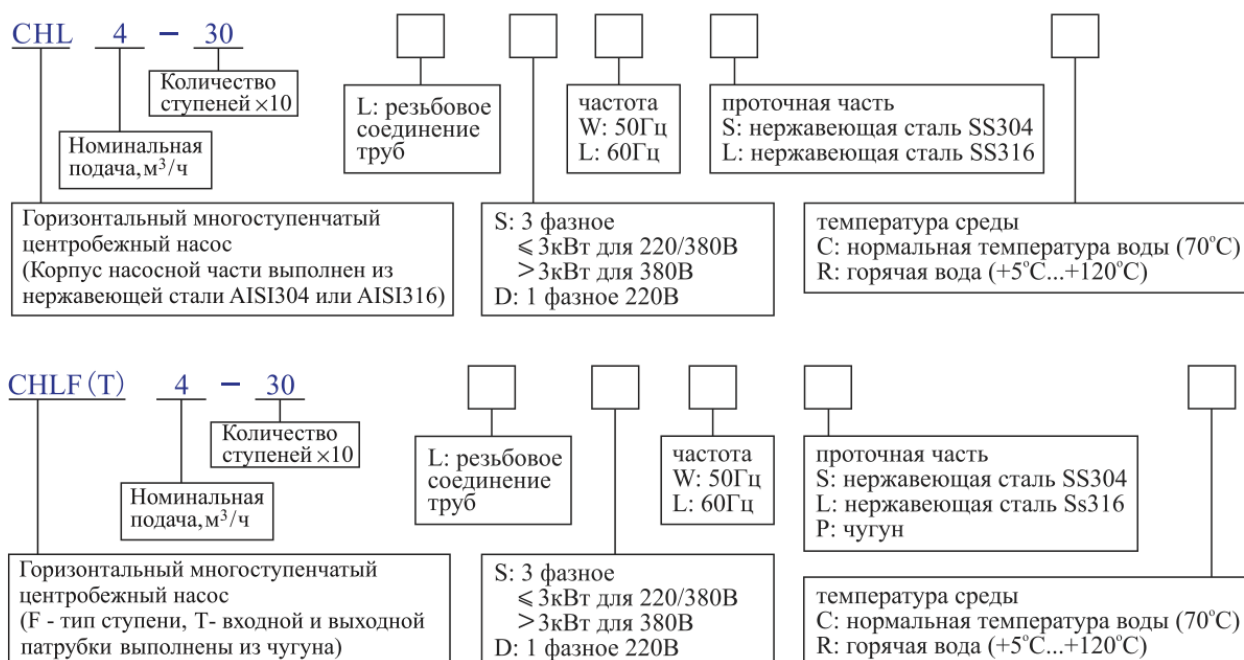 CHL 4 – 30
Количество
ступеней ×10
Номинальная
подача, м³/ч
Горизонтальный многоступенчатый
центробежный насос
(Корпус насосной части выполнен из
нержавеющей стали AISI304 или AISI316)
L: резьбовое
соединение
труб
S: 3 фазное
⩽ 3кВт для 220/380В
> 3кВт для 380В
D: 1 фазное 220В
частота
W: 50Гц
L: 60Гц
проточная часть
S: нержавеющая сталь SS304
L: нержавеющая сталь SS316
температура среды
C: нормальная температура воды (70°C)
R: горячая вода (+5°C...+120°C)
CHLF(T) 4 – 30
Количество
ступеней ×10
Номинальная
подача, м³/ч
Горизонтальный многоступенчатый
центробежный насос
(F - тип ступени, T- входной и выходной
патрубки выполнены из чугуна)
L: резьбовое
соединение
труб
S: 3 фазное
⩽ 3кВт для 220/380В
> 3кВт для 380В
D: 1 фазное 220В
частота
W: 50Гц
L: 60Гц
проточная часть
S: нержавеющая сталь SS304
L: нержавеющая сталь Ss316
P: чугун
температура среды
C: нормальная температура воды (70°C)
R: горячая вода (+5°C...+120°C)